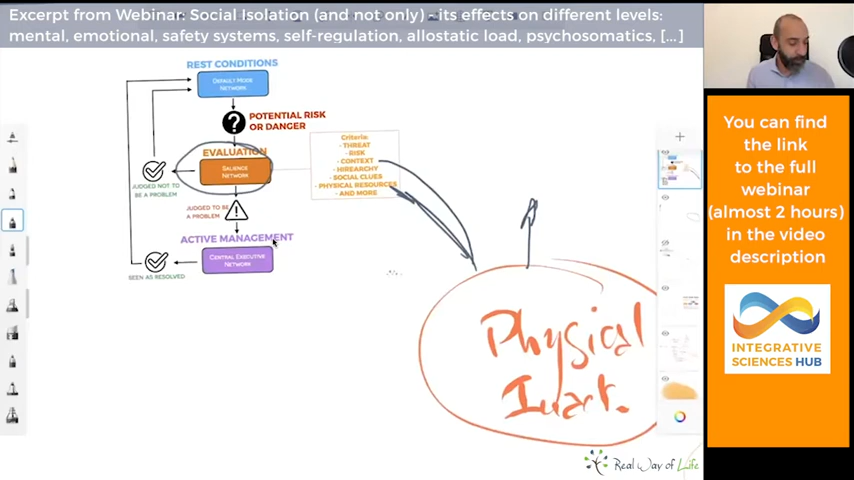 Excerpt from Webinar: Social Isolation (and not only) - its effects on different levels:
mental, emotional, safety systems, self-regulation, allostatic load, psychosomatics, [...]
REST CONDITIONS
DEFAULT MODE
NETWORK
?
POTENTIAL RISK
OR DANGER
EVALUATION
SALIENCE
NETWORK
JUDGED NOT TO
BE A PROBLEM
Criteria:
- THREAT
- RISK
- CONTEXT
- HIERARCHY
- SOCIAL CLUES
- PHYSICAL RESOURCES
- AND MORE
JUDGED TO BE
A PROBLEM
ACTIVE MANAGEMENT
CENTRAL EXECUTIVE
NETWORK
SEEN AS RESOLVED
Physical
Inact.
You can find
the link
to the full
webinar
(almost 2 hours)
in the video
description
INTEGRATIVE
SCIENCES HUB
Real Way of Life